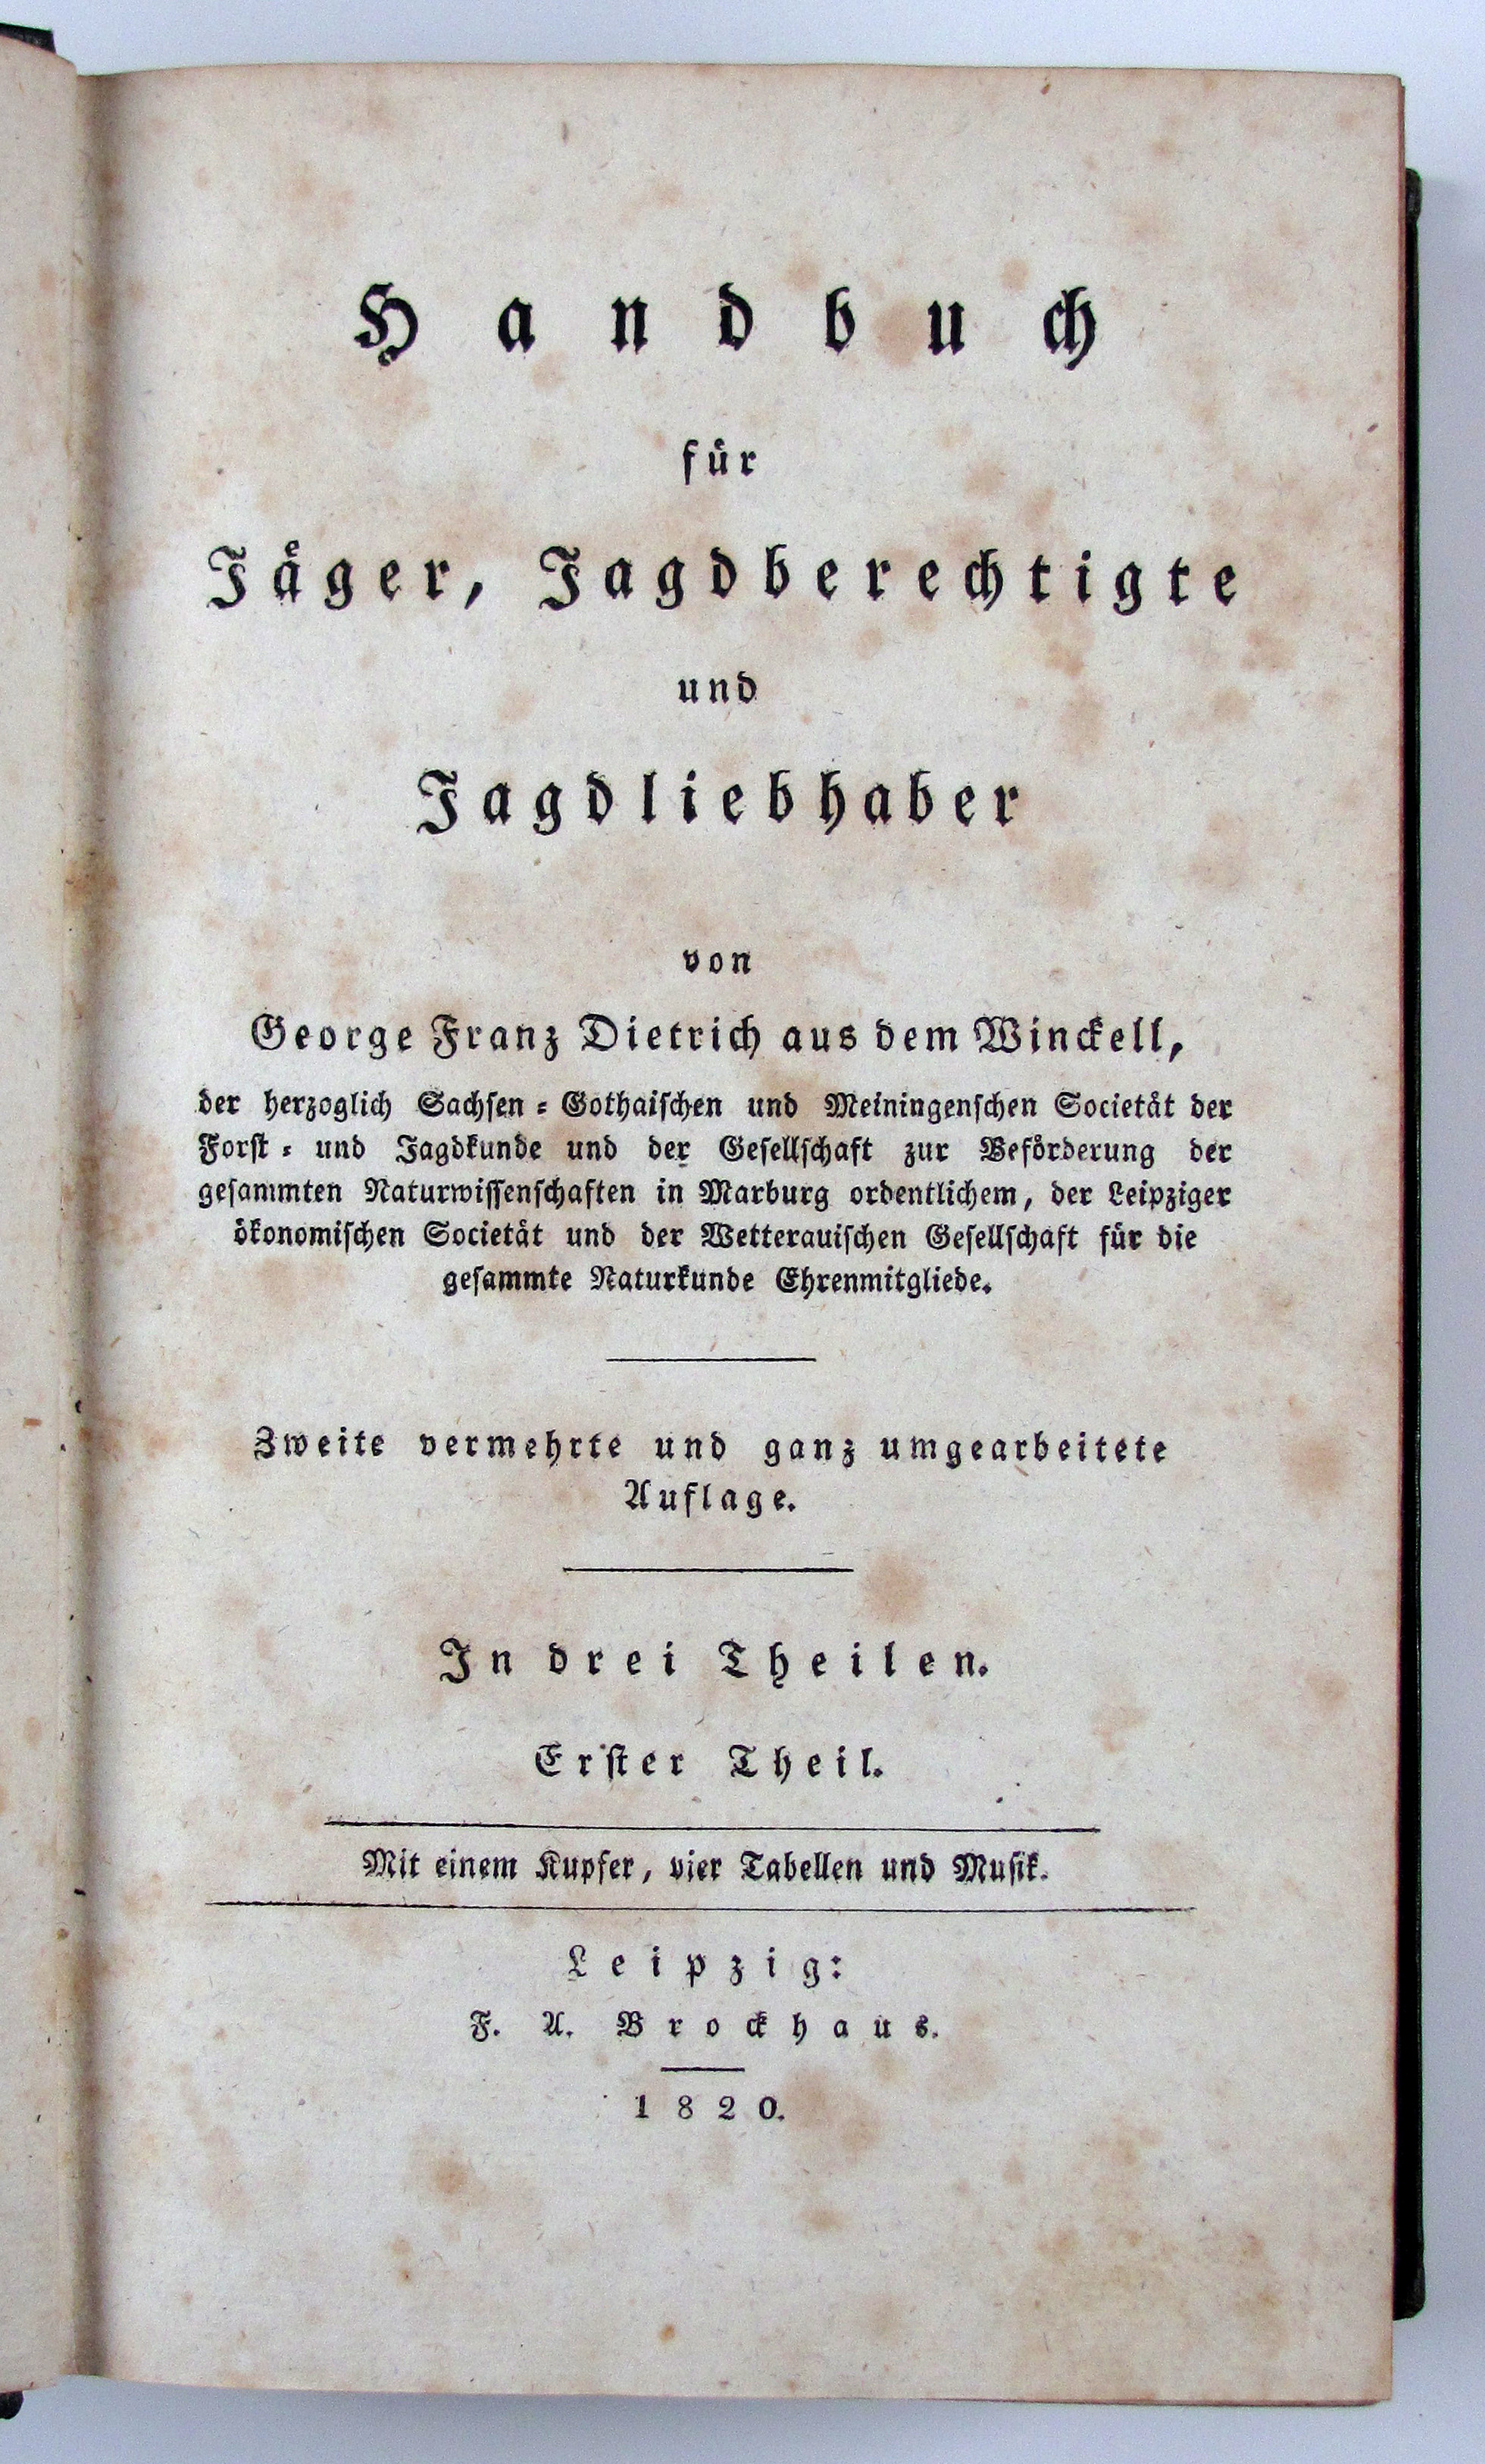 Handbuch
für
Jäger, Jagdberechtigte
und
Jagdliebhaber
von
George Franz Dietrich aus dem Winckell,
der herzoglich Sachsen-Gothaischen und Meiningenschen Societät der
Forst- und Jagdkunde und der Gesellschaft zur Beförderung der
gesammten Naturwissenschaften in Marburg ordentlichem, der Leipziger
ökonomischen Societät und der Wetterauischen Gesellschaft für die
gesammte Naturkunde Ehrenmitgliede.
Zweite vermehrte und ganz umgearbeitete
Auflage.
In drei Theilen.
Erster Theil.
Mit einem Kupfer, vier Tabellen und Musik.
Leipzig:
F. A. Brockhaus.
1820.